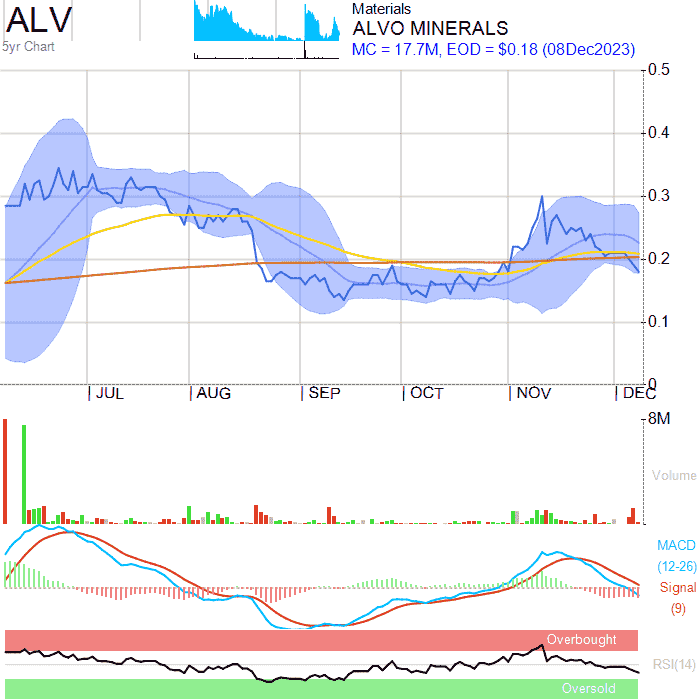 ALV
5yr Chart
Materials
ALVO MINERALS
MC = 17.7M, EOD = $0.18 (08Dec2023)
0.5
0.4
0.3
0.2
0.1
0
JUL AUG SEP OCT NOV DEC
8M
Volume
MACD
(12-26)
Signal
(9)
Overbought
RSI(14)
Oversold